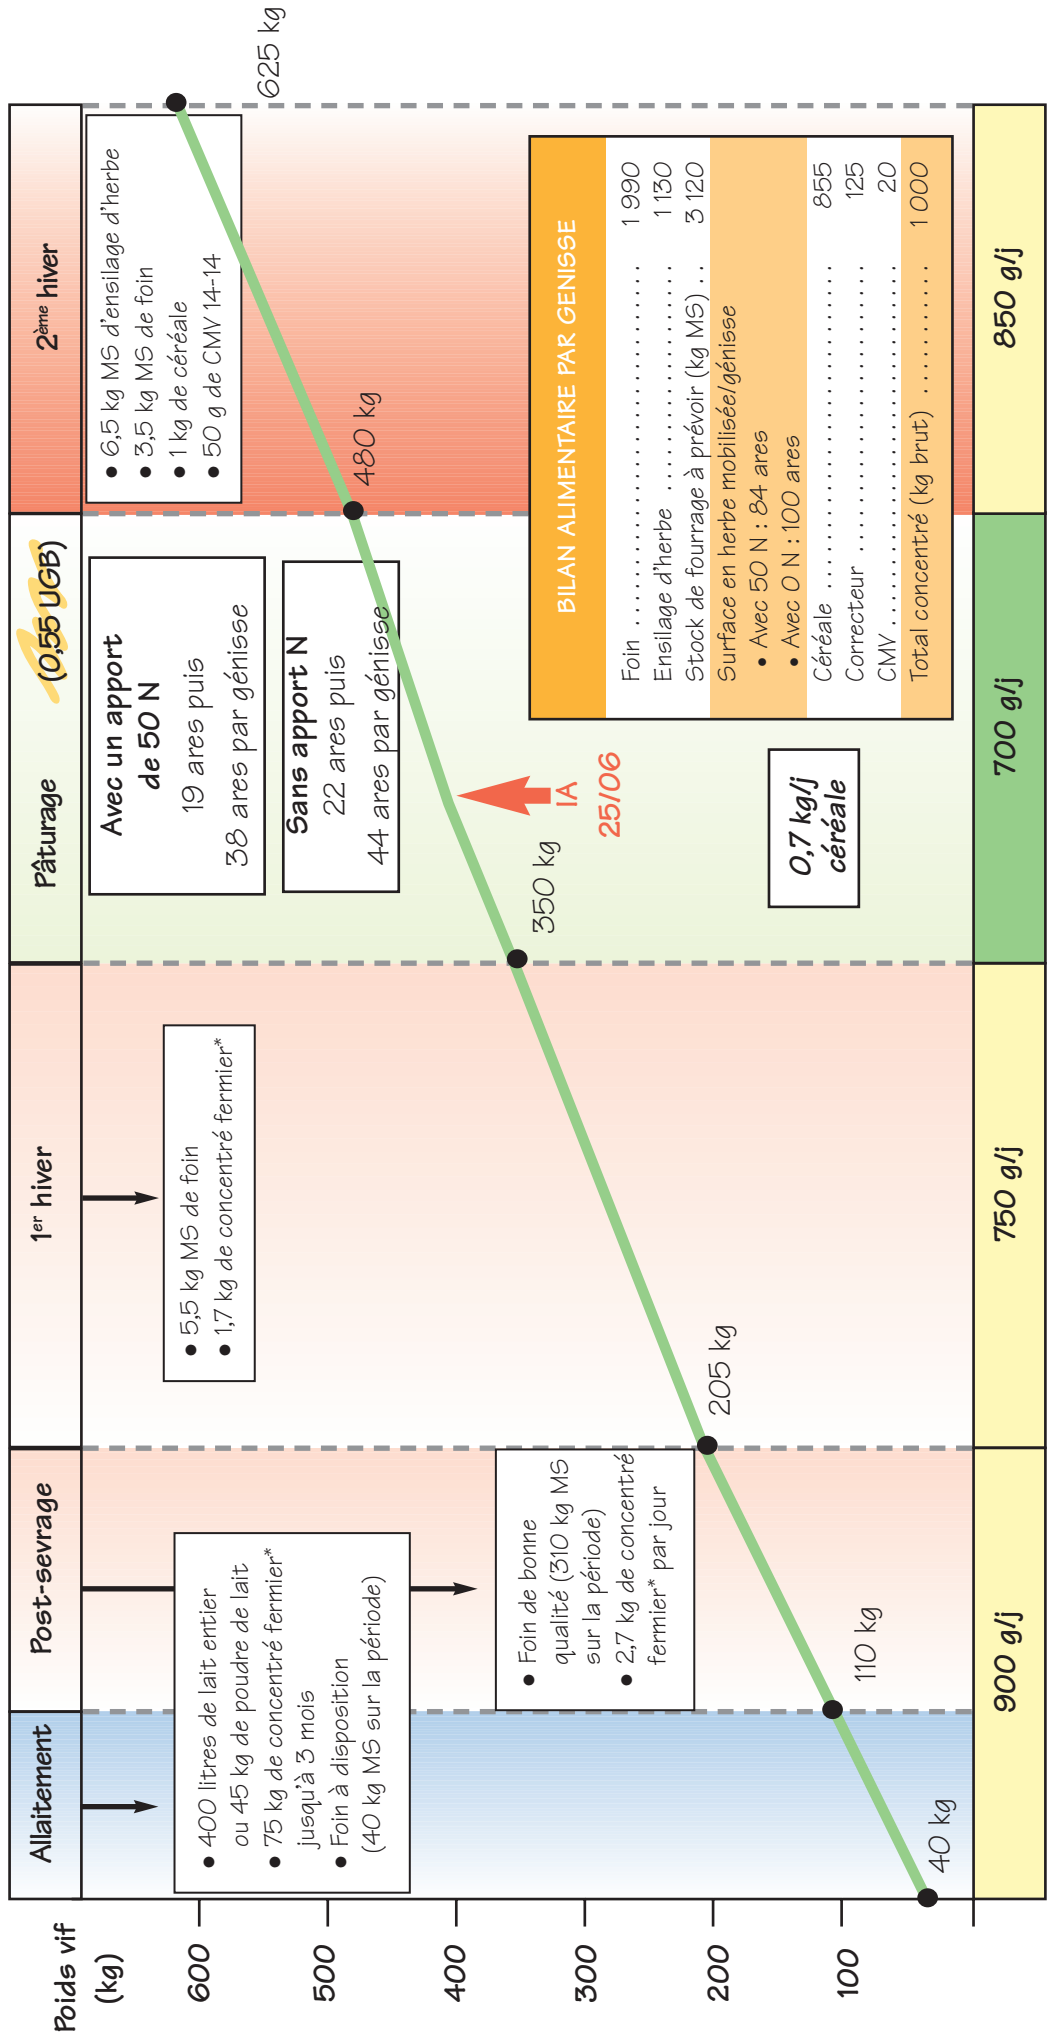 Poids vif
(kg)
600
500
400
300
200
100
Allaitement
Post-sevrage
1er hiver
Pâturage
(0,55 UGB)
2ème hiver
• 400 litres de lait entier
ou 45 kg de poudre de lait
• 75 kg de concentré fermier*
jusqu'à 3 mois
• Foin à disposition
(40 kg MS sur la période)
• Foin de bonne
qualité (310 kg MS
sur la période)
• 2,7 kg de concentré
fermier* par jour
• 5,5 kg MS de foin
• 1,7 kg de concentré fermier*
Avec un apport
de 50 N
19 ares puis
38 ares par génisse
Sans apport N
22 ares puis
44 ares par génisse
• 6,5 kg MS d'ensilage d'herbe
• 3,5 kg MS de foin
• 1 kg de céréale
• 50 g de CMV 14-14
40 kg
110 kg
205 kg
350 kg
480 kg
625 kg
IA
25/06
0,7 kg/j
céréale
BILAN ALIMENTAIRE PAR GENISSE
Foin ........................ 1 990
Ensilage d'herbe ............... 1 130
Stock de fourrage à prévoir (kg MS) .. 3 120
Surface en herbe mobilisée/génisse
• Avec 50 N : 84 ares
• Avec 0 N : 100 ares
Céréale ..................... 855
Correcteur .................. 125
CMV ........................ 20
Total concentré (kg brut) .......... 1 000
900 g/j
750 g/j
700 g/j
850 g/j